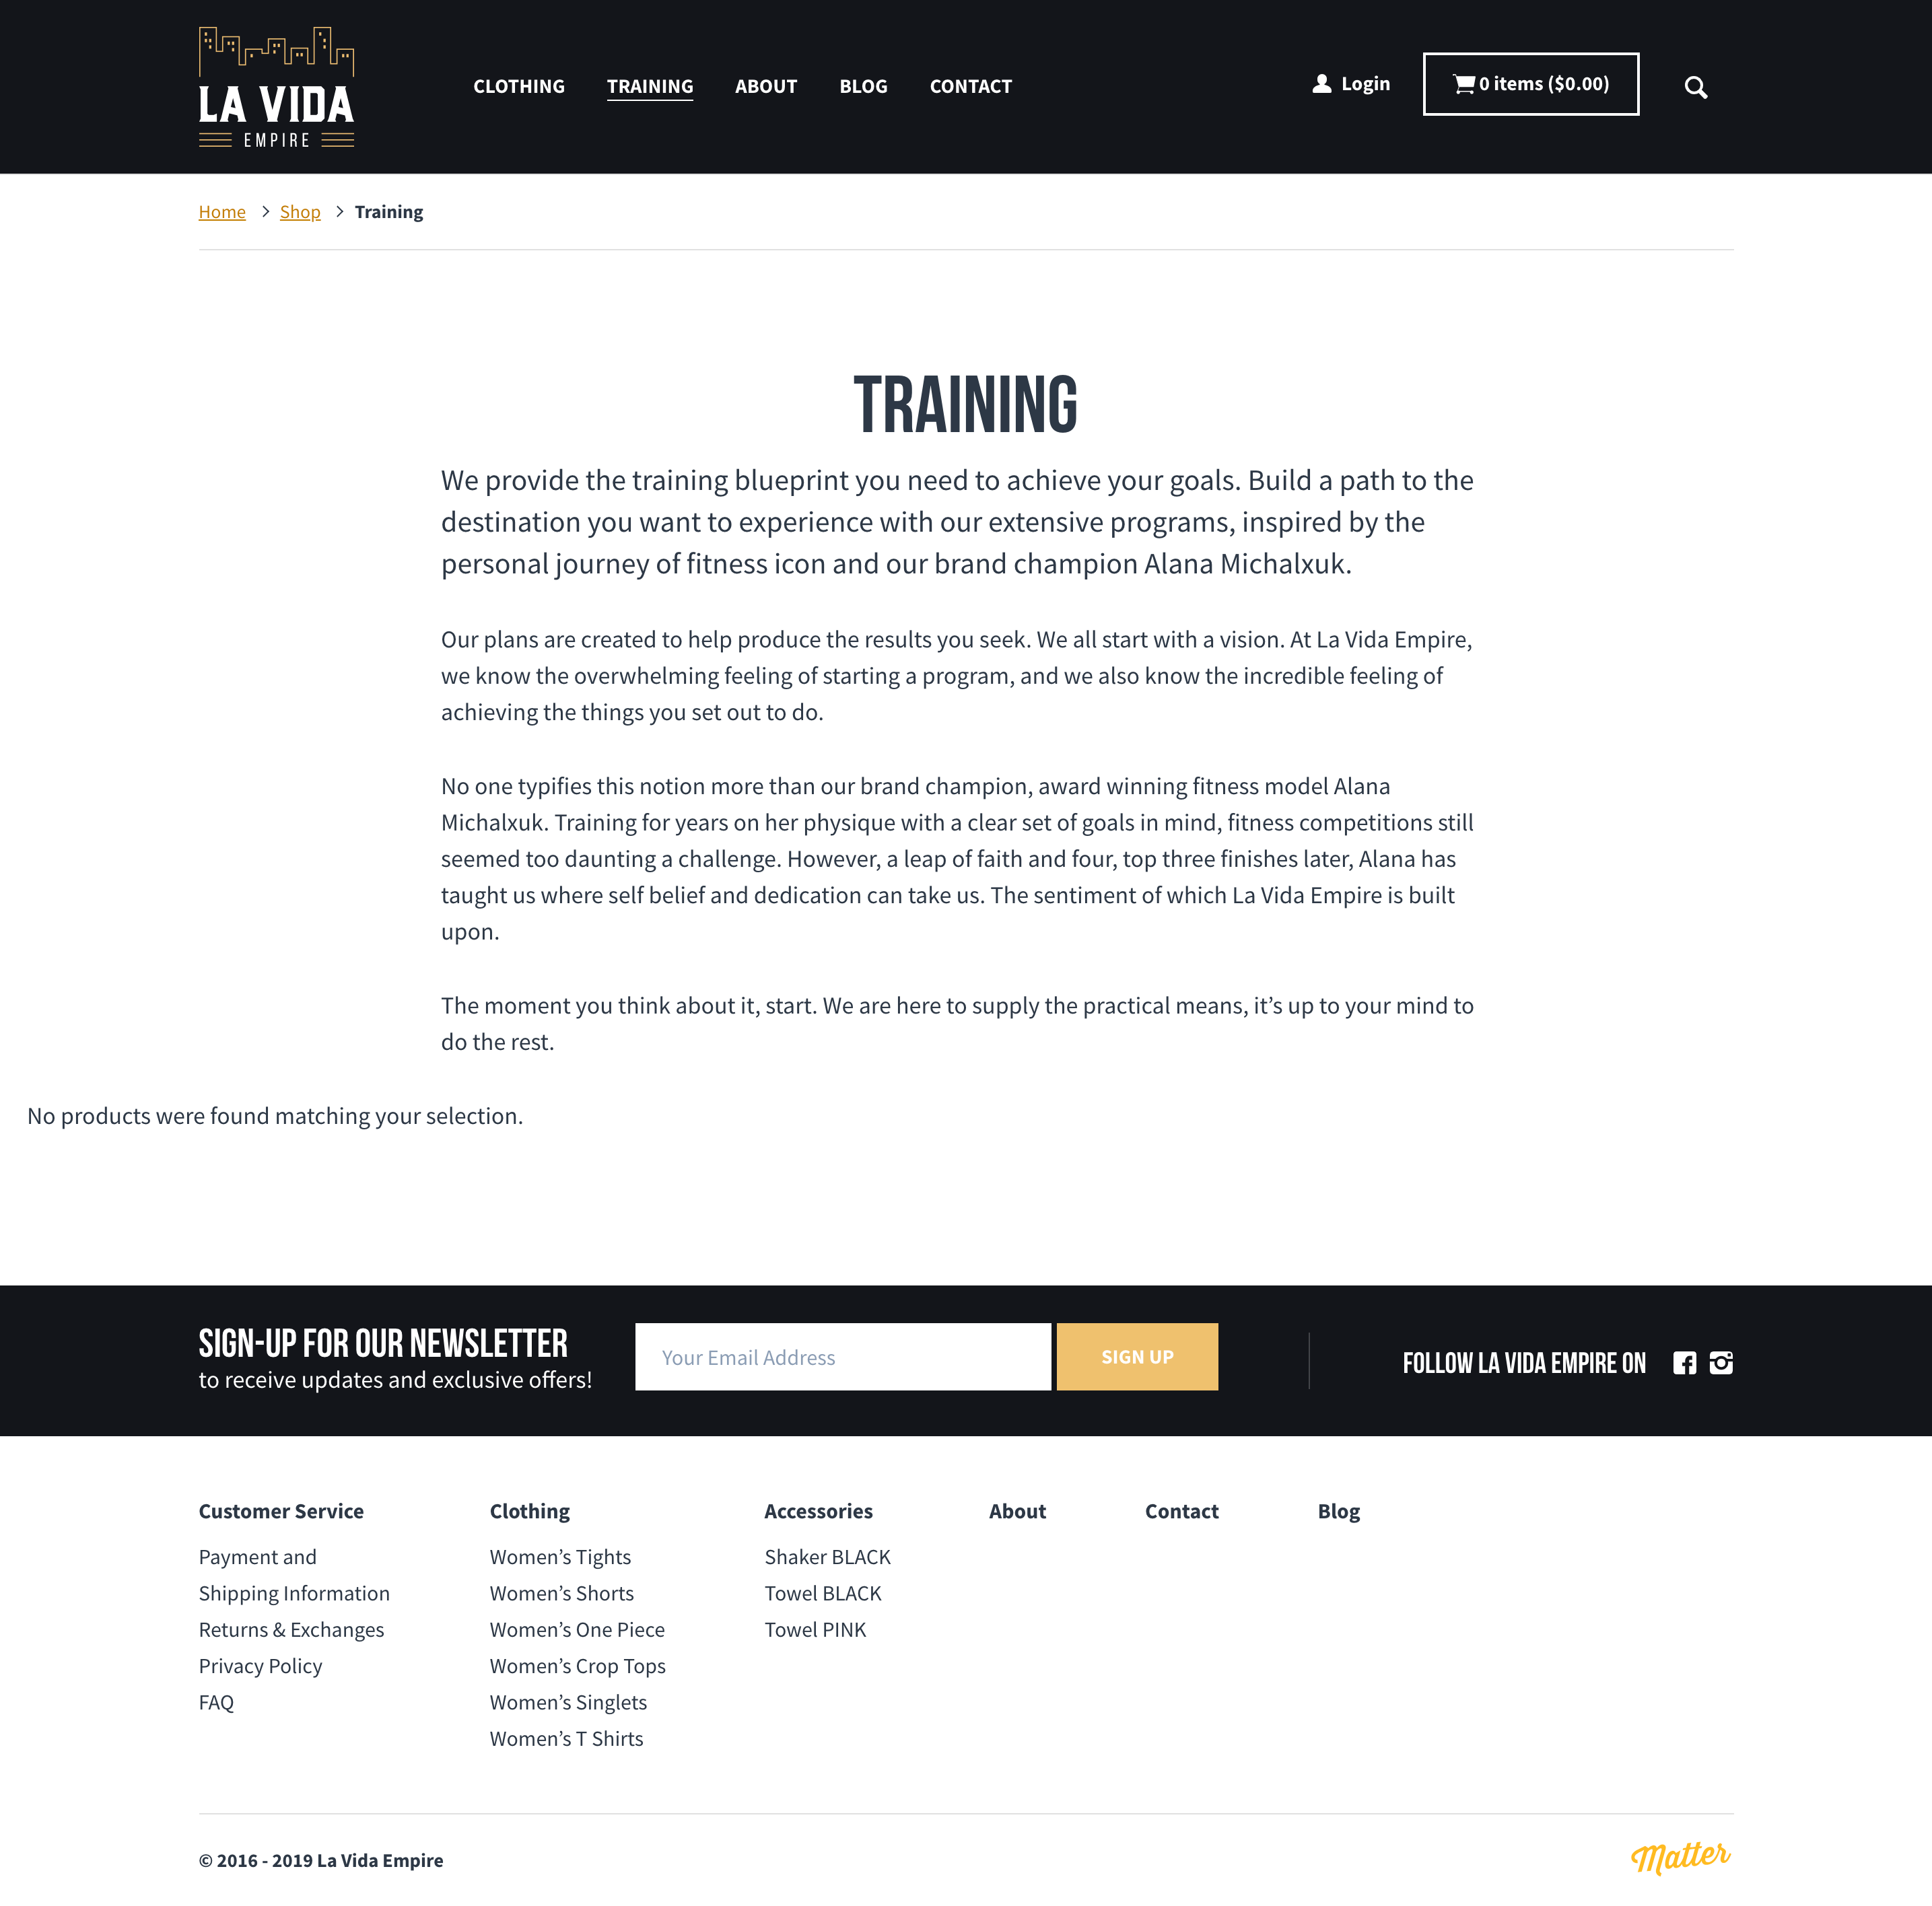 LA VIDA
EMPIRE
CLOTHING
TRAINING
ABOUT
BLOG
CONTACT
Login
0 items ($0.00)
Home > Shop > Training
TRAINING
We provide the training blueprint you need to achieve your goals. Build a path to the
destination you want to experience with our extensive programs, inspired by the
personal journey of fitness icon and our brand champion Alana Michalxuk.
Our plans are created to help produce the results you seek. We all start with a vision. At La Vida Empire,
we know the overwhelming feeling of starting a program, and we also know the incredible feeling of
achieving the things you set out to do.
No one typifies this notion more than our brand champion, award winning fitness model Alana
Michalxuk. Training for years on her physique with a clear set of goals in mind, fitness competitions still
seemed too daunting a challenge. However, a leap of faith and four, top three finishes later, Alana has
taught us where self belief and dedication can take us. The sentiment of which La Vida Empire is built
upon.
The moment you think about it, start. We are here to supply the practical means, it’s up to your mind to
do the rest.
No products were found matching your selection.
SIGN-UP FOR OUR NEWSLETTER
to receive updates and exclusive offers!
Your Email Address
SIGN UP
FOLLOW LA VIDA EMPIRE ON
Customer Service
Payment and
Shipping Information
Returns & Exchanges
Privacy Policy
FAQ
Clothing
Women’s Tights
Women’s Shorts
Women’s One Piece
Women’s Crop Tops
Women’s Singlets
Women’s T Shirts
Accessories
Shaker BLACK
Towel BLACK
Towel PINK
About
Contact
Blog
© 2016 - 2019 La Vida Empire
Matter